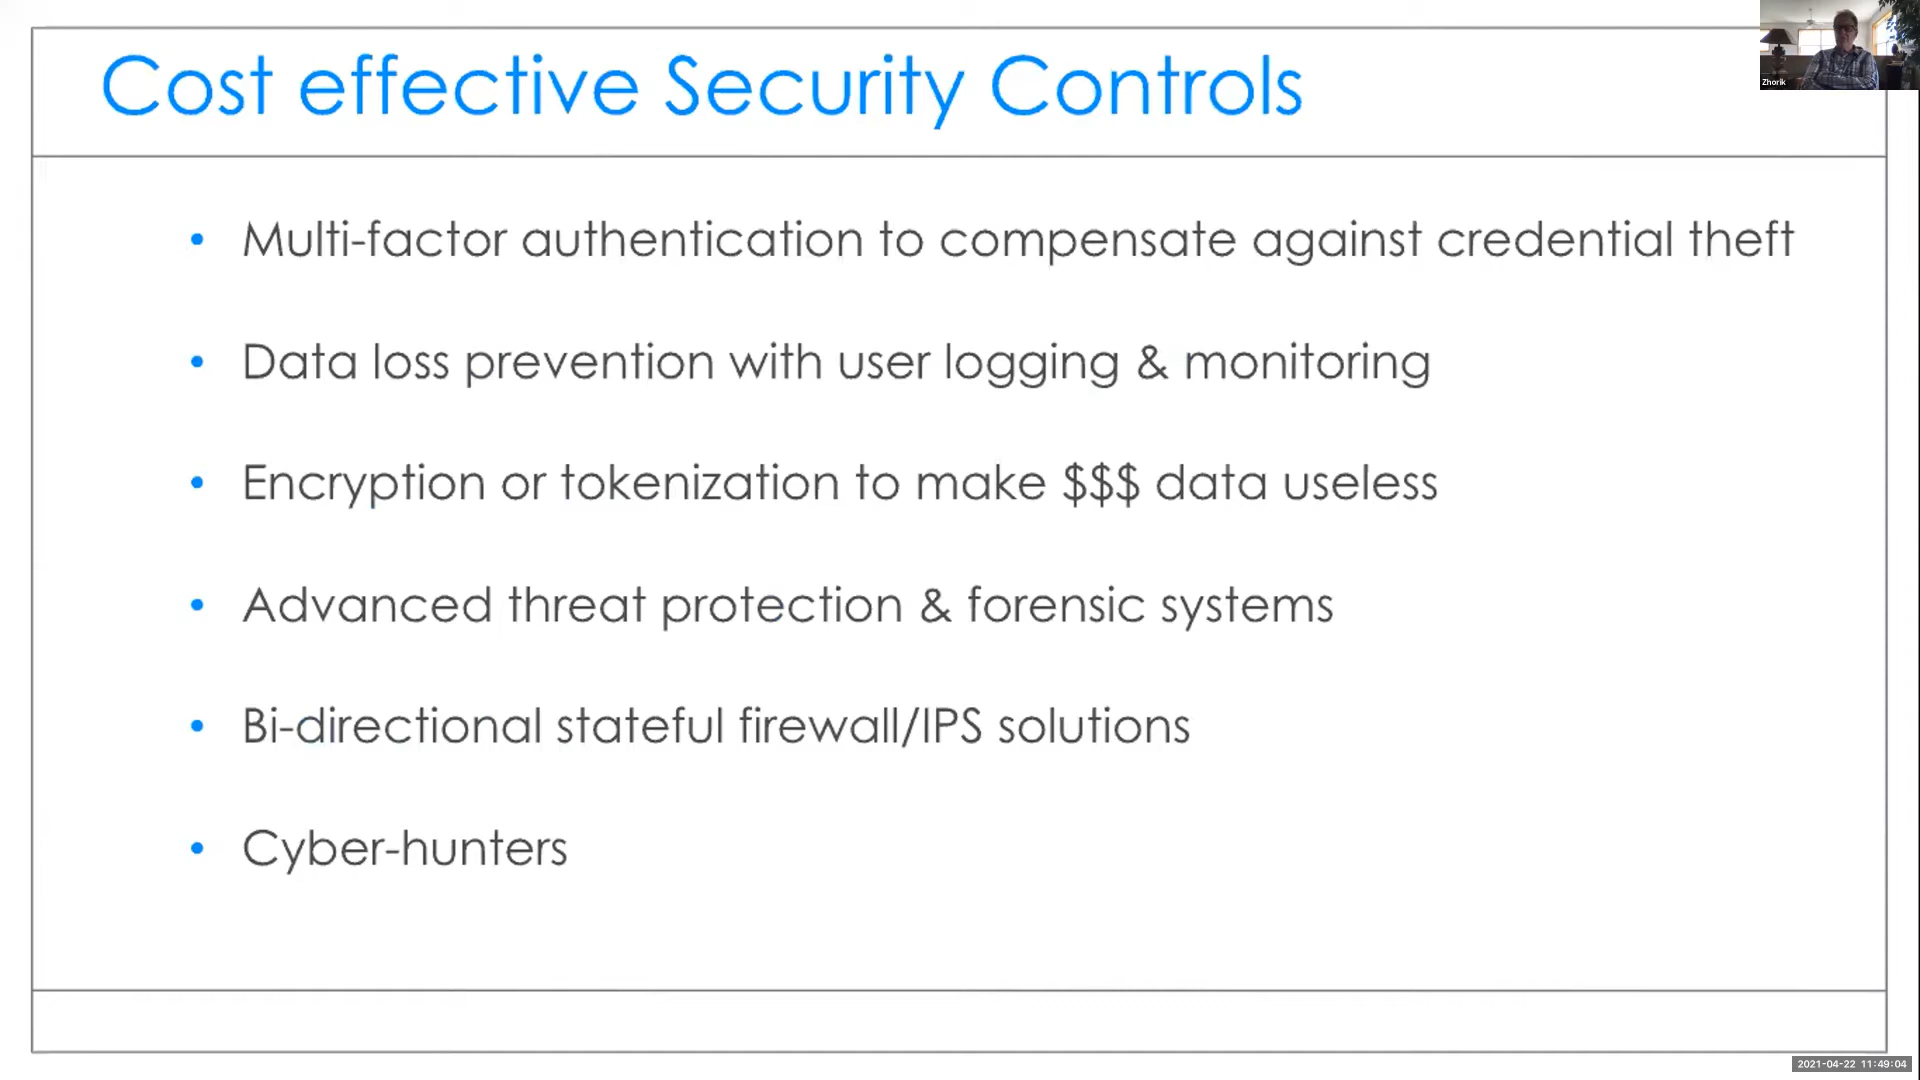 Cost effective Security Controls
Zhorik
• Multi-factor authentication to compensate against credential theft
• Data loss prevention with user logging & monitoring
• Encryption or tokenization to make $$$ data useless
• Advanced threat protection & forensic systems
• Bi-directional stateful firewall/IPS solutions
• Cyber-hunters
2021-04-22 11:49:04